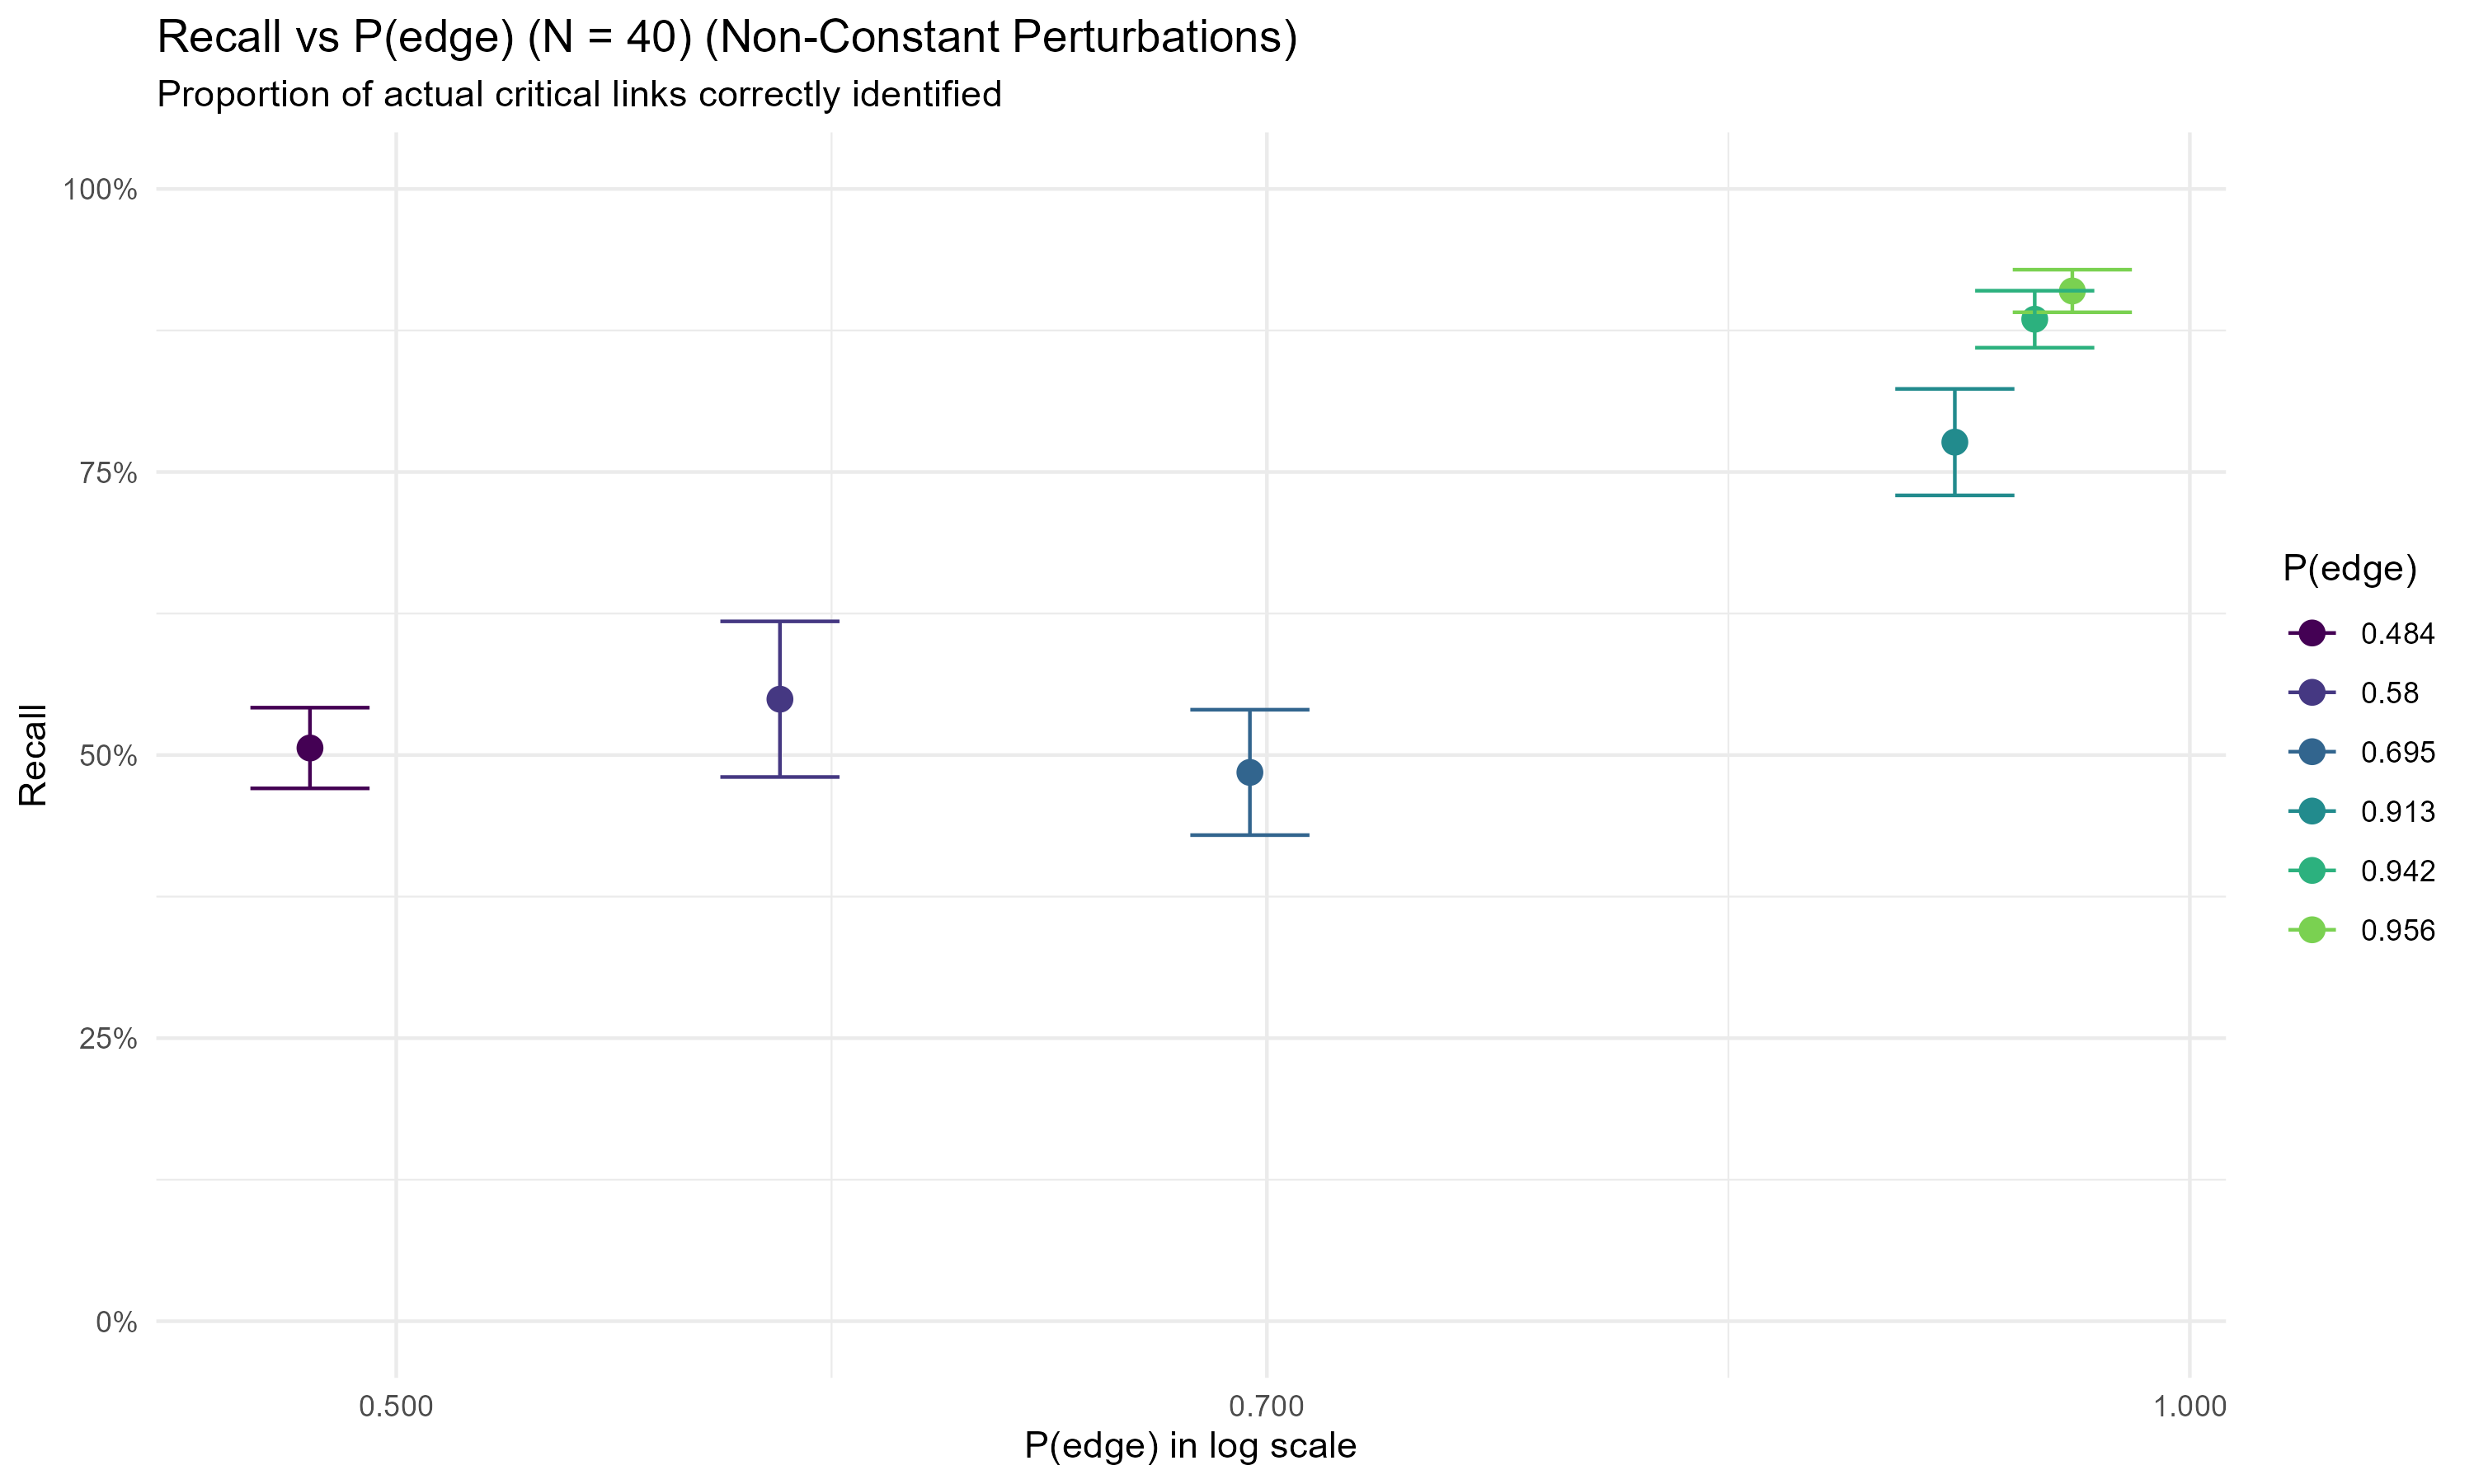 Recall vs P(edge) (N = 40) (Non-Constant Perturbations)
Proportion of actual critical links correctly identified
100%
75%
50%
25%
0%
Recall
0.500
0.700
1.000
P(edge) in log scale
P(edge)
0.484
0.58
0.695
0.913
0.942
0.956